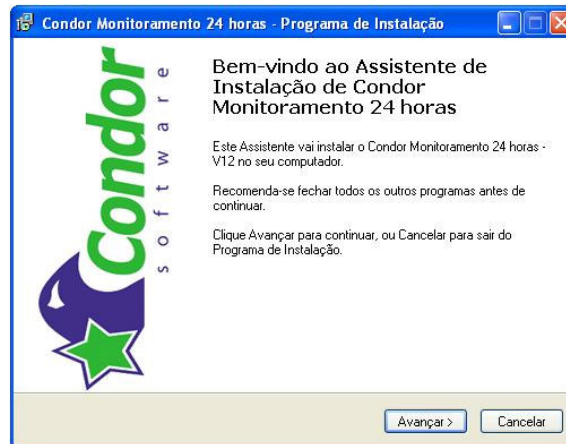 Condor Monitoramento 24 horas - Programa de Instalação
Condor
software
Bem-vindo ao Assistente de
Instalação de Condor
Monitoramento 24 horas
Este Assistente vai instalar o Condor Monitoramento 24 horas -
V12 no seu computador.
Recomenda-se fechar todos os outros programas antes de
continuar.
Clique Avançar para continuar, ou Cancelar para sair do
Programa de Instalação.
Avançar >
Cancelar